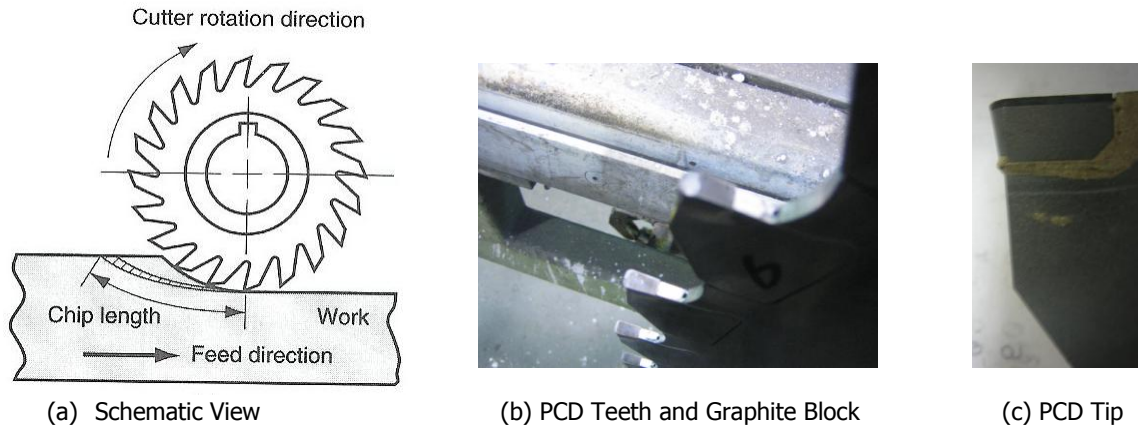 Cutter rotation direction
Chip length
Work
Feed direction
(a) Schematic View
(b) PCD Teeth and Graphite Block
(c) PCD Tip